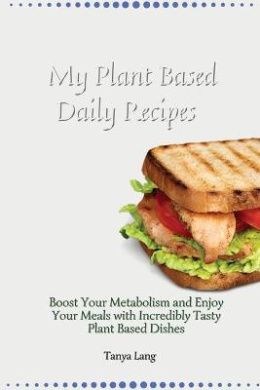 My Plant Based
Daily Recipes
Boost Your Metabolism and Enjoy
Your Meals with Incredibly Tasty
Plant Based Dishes
Tanya Lang